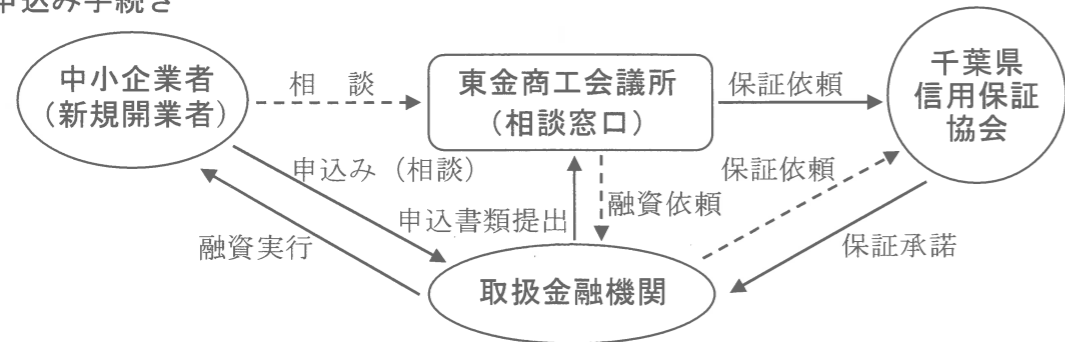 申込み手続き
中小企業者
(新規開業者)
相　談
東金商工会議所
(相談窓口)
保証依頼
千葉県
信用保証
協会
申込み (相談)
保証依頼
申込書類提出
融資依頼
融資実行
保証承諾
取扱金融機関